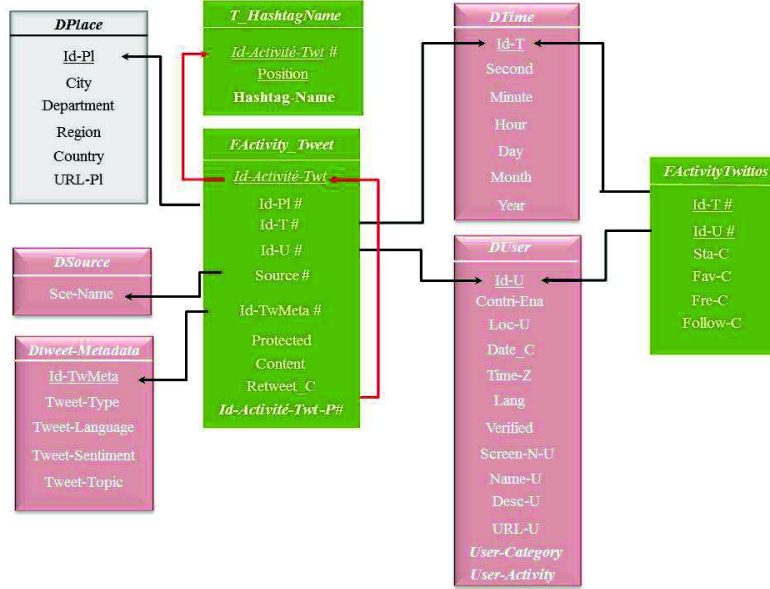 DPlace
Id-Pl
City
Department
Region
Country
URL-Pl
T_HashtagName
Id-Activité-Twt #
Position
Hashtag-Name
DTime
Id-T
Second
Minute
Hour
Day
Month
Year
FActivity_Tweet
Id-Activité-Twt
Id-Pl #
Id-T #
Id-U #
Source #
Id-TwMeta #
Protected
Content
Retweet_C
Id-Activité-Twt-P#
FActivityTwittos
Id-T #
Id-U #
Sta-C
Fav-C
Fre-C
Follow-C
DSource
Sce-Name
DUser
Id-U
Contri-Ena
Loc-U
Date_C
Time-Z
Lang
Verified
Screen-N-U
Name-U
Desc-U
URL-U
User-Category
User-Activity
Dtweet-Metadata
Id-TwMeta
Tweet-Type
Tweet-Language
Tweet-Sentiment
Tweet-Topic